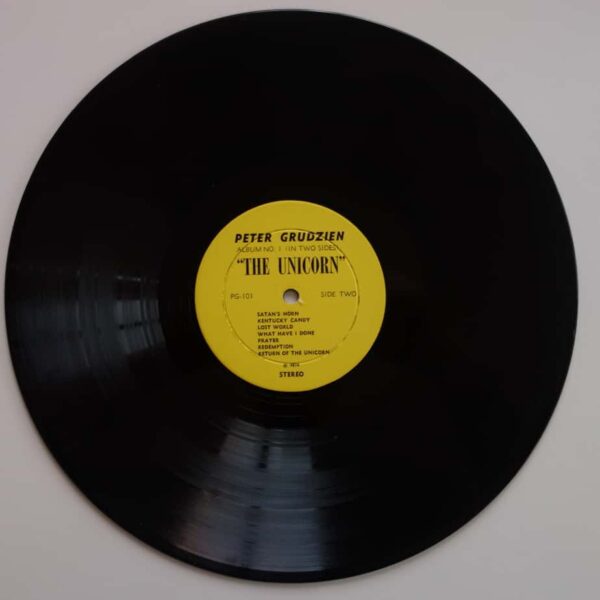 PETER GRUDZIEN
ALBUM NO. 1 (IN TWO SIDES)
"THE UNICORN"
PG-101 SIDE TWO
SATAN'S HORN
KENTUCKY CANDY
LOST WORLD
WHAT HAVE I DONE
PRAYER
REDEMPTION
RETURN OF THE UNICORN
© 1974
STEREO